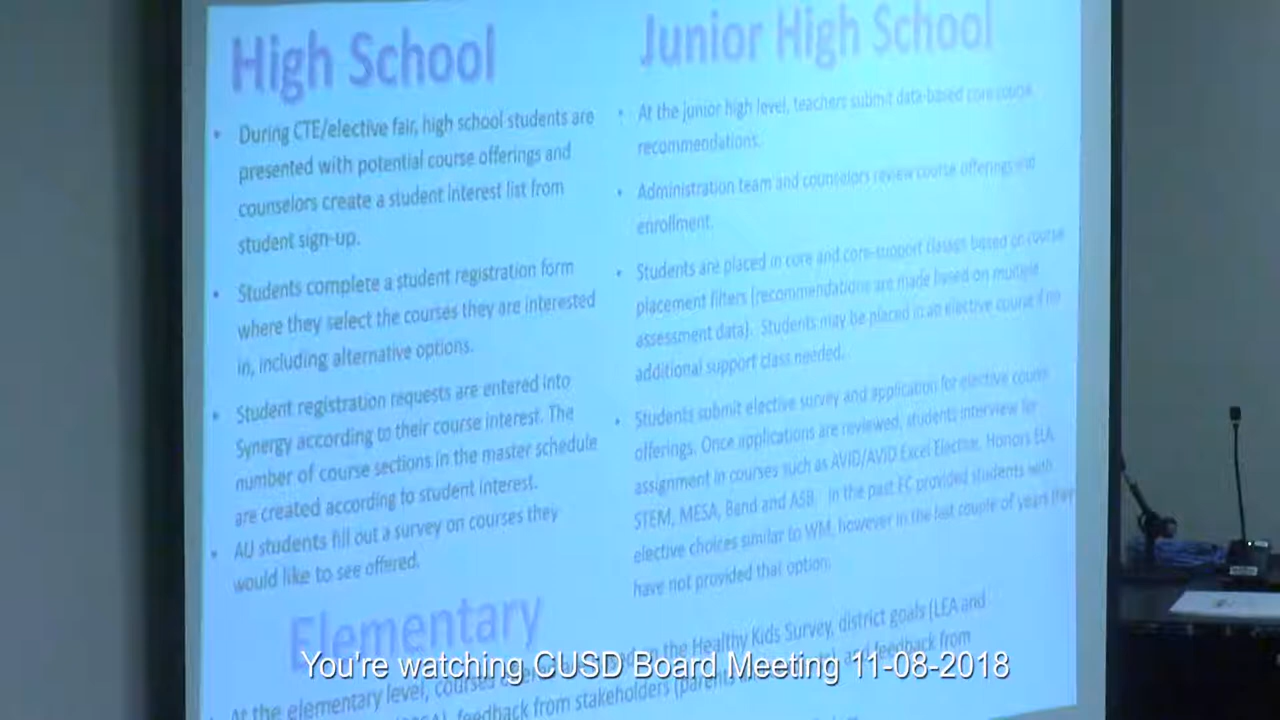 High School
• During CTE/elective fair, high school students are
presented with potential course offerings and
counselors create a student interest list from
student sign-up.
• Students complete a student registration form
where they select the courses they are interested
in, including alternative options.
• Student registration requests are entered into
Synergy according to their course interest. The
number of course sections in the master schedule
are created according to student interest.
• AU students fill out a survey on courses they
would like to see offered.
Junior High School
• At the junior high level, teachers submit data-based core course
recommendations.
• Administration team and counselors review course offerings and
enrollment.
• Students are placed in core and core-support classes based on course
placement filters (recommendations are made based on multiple
assessment data). Students may be placed in an elective course if no
additional support class needed.
• Students submit elective survey and application for elective course
offerings. Once applications are reviewed, students interview for
assignment in courses such as AVID/AVID Excel Elective, Honors ELA
STEM, MESA, Band and ASB. In the past EC provided students with
elective choices similar to WM, however in the last couple of years they
have not provided that option.
Elementary
At the elementary level, courses on the Healthy Kids Survey, district goals (LEA and
feedback from stakeholders (parents and feedback from
You're watching CUSD Board Meeting 11-08-2018